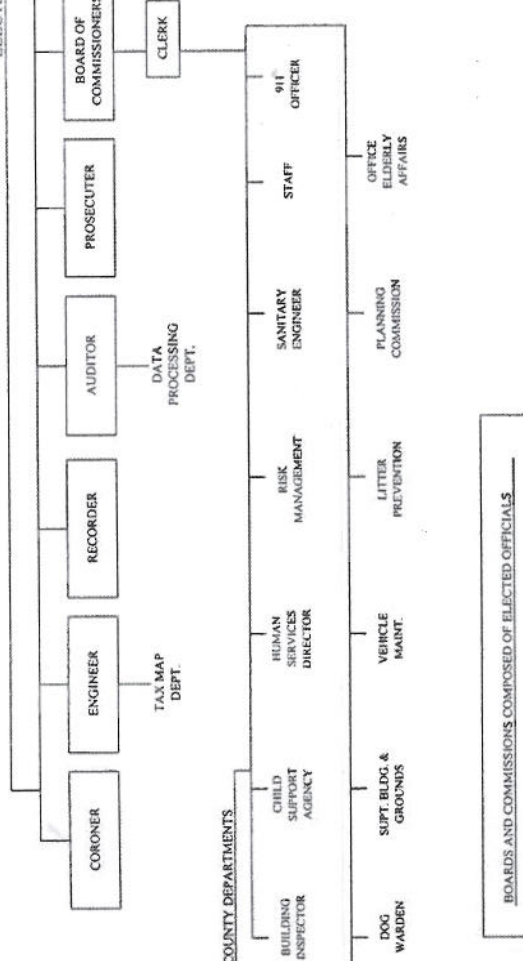 CORONER
ENGINEER
TAX MAP
DEPT.
RECORDER
AUDITOR
DATA
PROCESSING
DEPT.
PROSECUTER
BOARD OF
COMMISSIONERS
CLERK
COUNTY DEPARTMENTS
BUILDING
INSPECTOR
CHILD
SUPPORT
AGENCY
HUMAN
SERVICES
DIRECTOR
RISK
MANAGEMENT
SANITARY
ENGINEER
STAFF
911
OFFICER
DOG
WARDEN
SUPT. BLDG. &
GROUNDS
VEHICLE
MAINT.
LITTER
PREVENTION
PLANNING
COMMISSION
OFFICE
ELDERLY
AFFAIRS
BOARDS AND COMMISSIONS COMPOSED OF ELECTED OFFICIALS